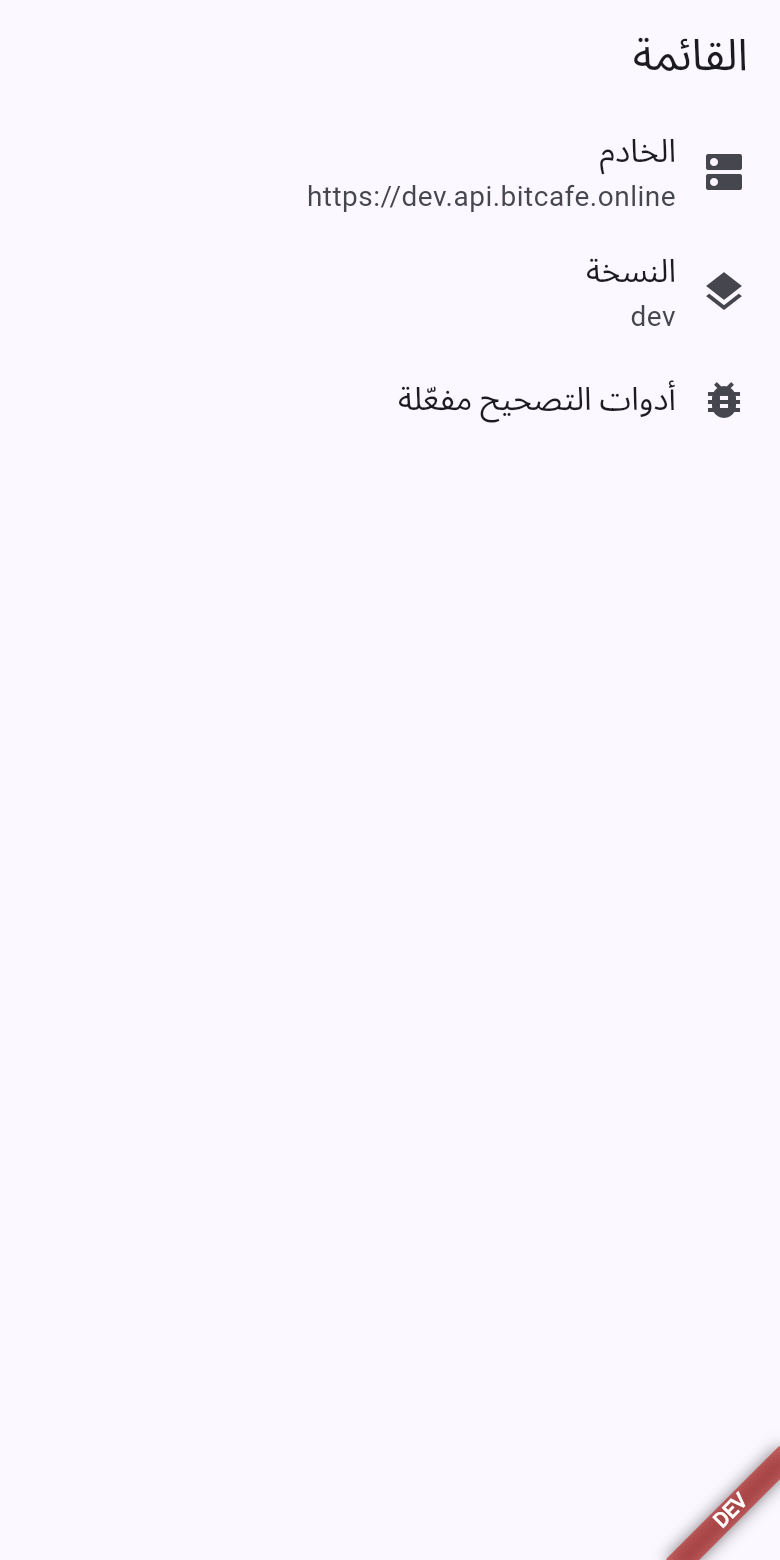 القائمة
الخادم
https://dev.api.bitcafe.online
النسخة
dev
أدوات التصحيح مفعّلة
DEV